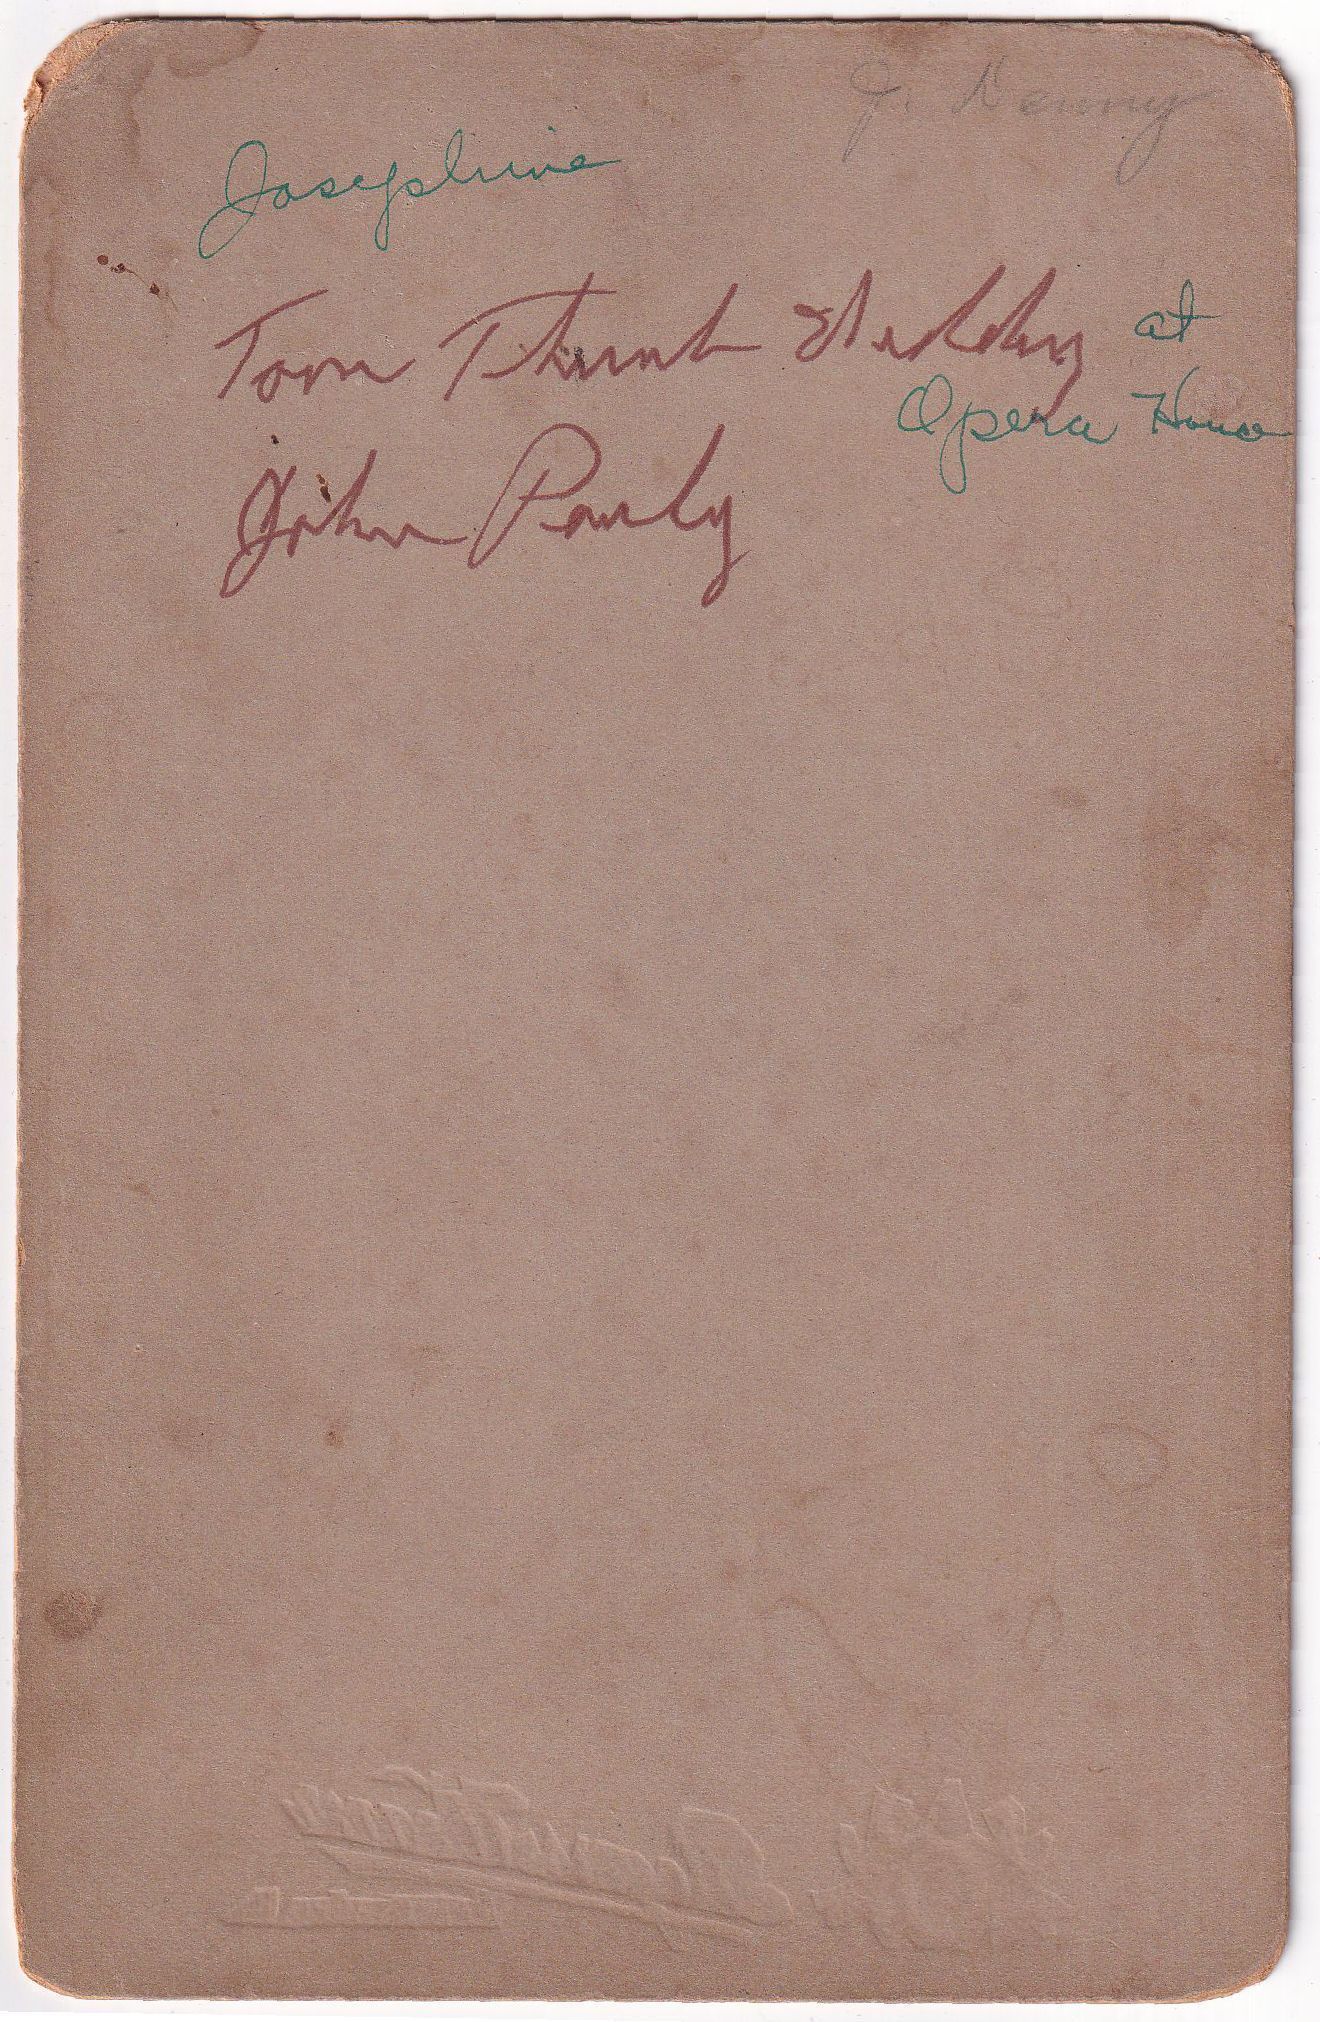 J. Denny
Josephine
Tom Thumb Wedding at
Opera House
John Pauly